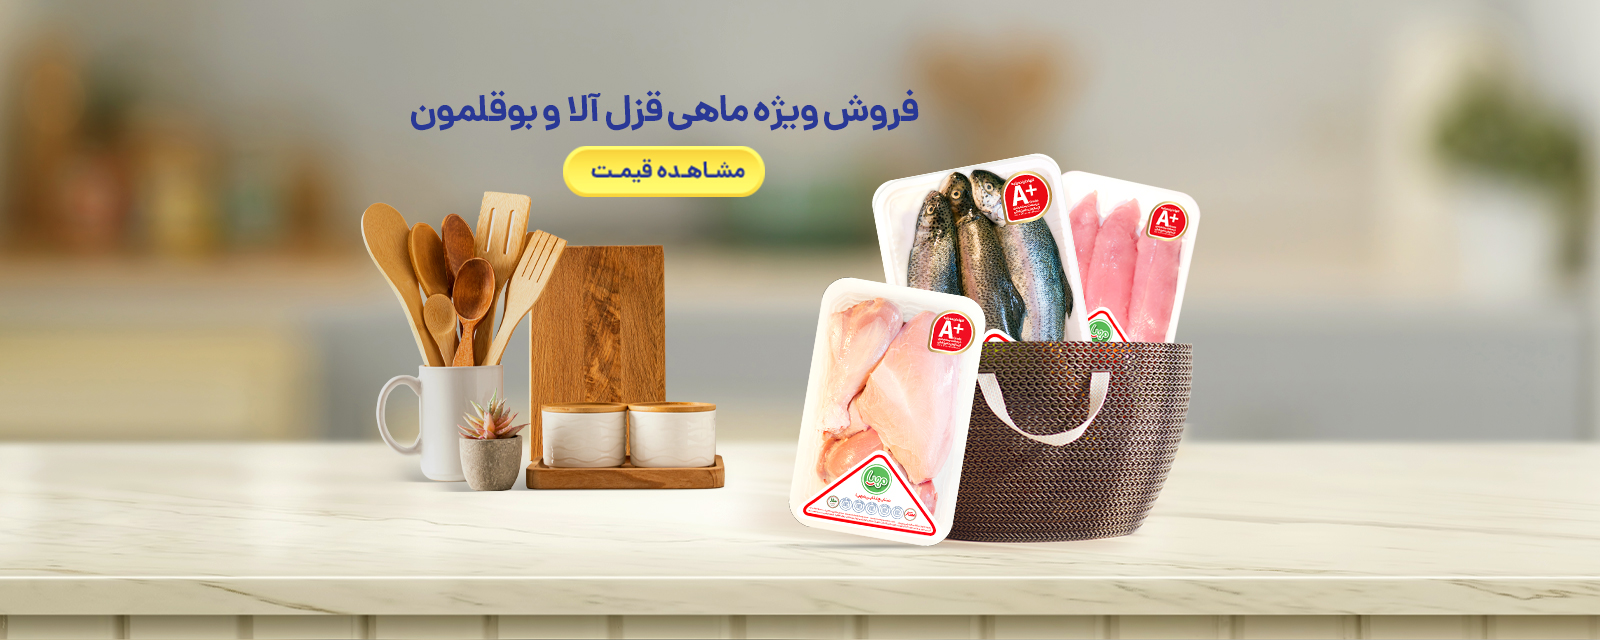 فروش ویژه ماهی قزل آلا و بوقلمون
مشاهده قیمت
A+
A+
A+